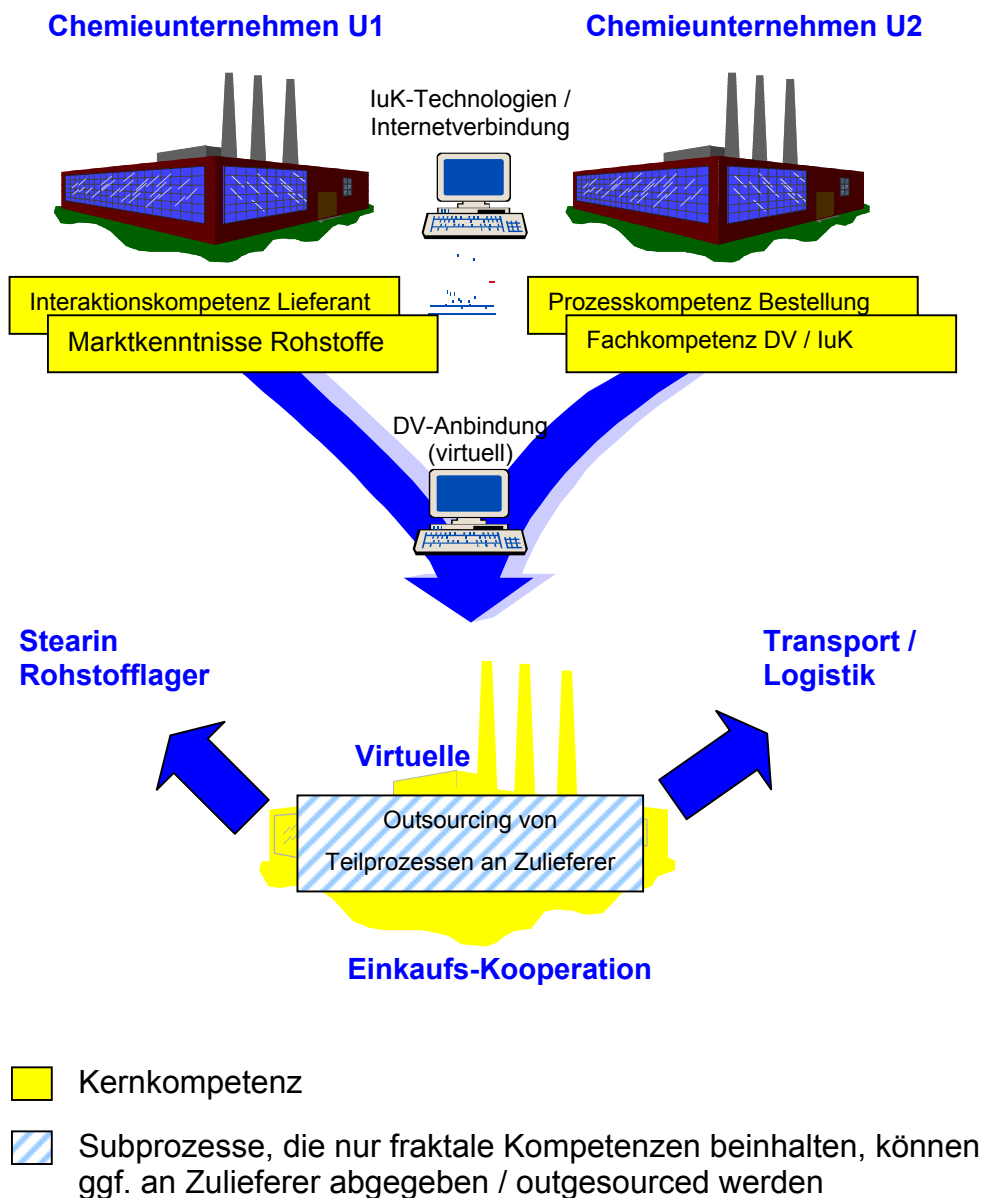 Chemieunternehmen U1
Chemieunternehmen U2
IuK-Technologien /
Internetverbindung
Interaktionskompetenz Lieferant
Marktkenntnisse Rohstoffe
Prozesskompetenz Bestellung
Fachkompetenz DV / IuK
DV-Anbindung
(virtuell)
Stearin
Rohstofflager
Transport /
Logistik
Virtuelle
Outsourcing von
Teilprozessen an Zulieferer
Einkaufs-Kooperation
Kernkompetenz
Subprozesse, die nur fraktale Kompetenzen beinhalten, können
ggf. an Zulieferer abgegeben / outgesourced werden